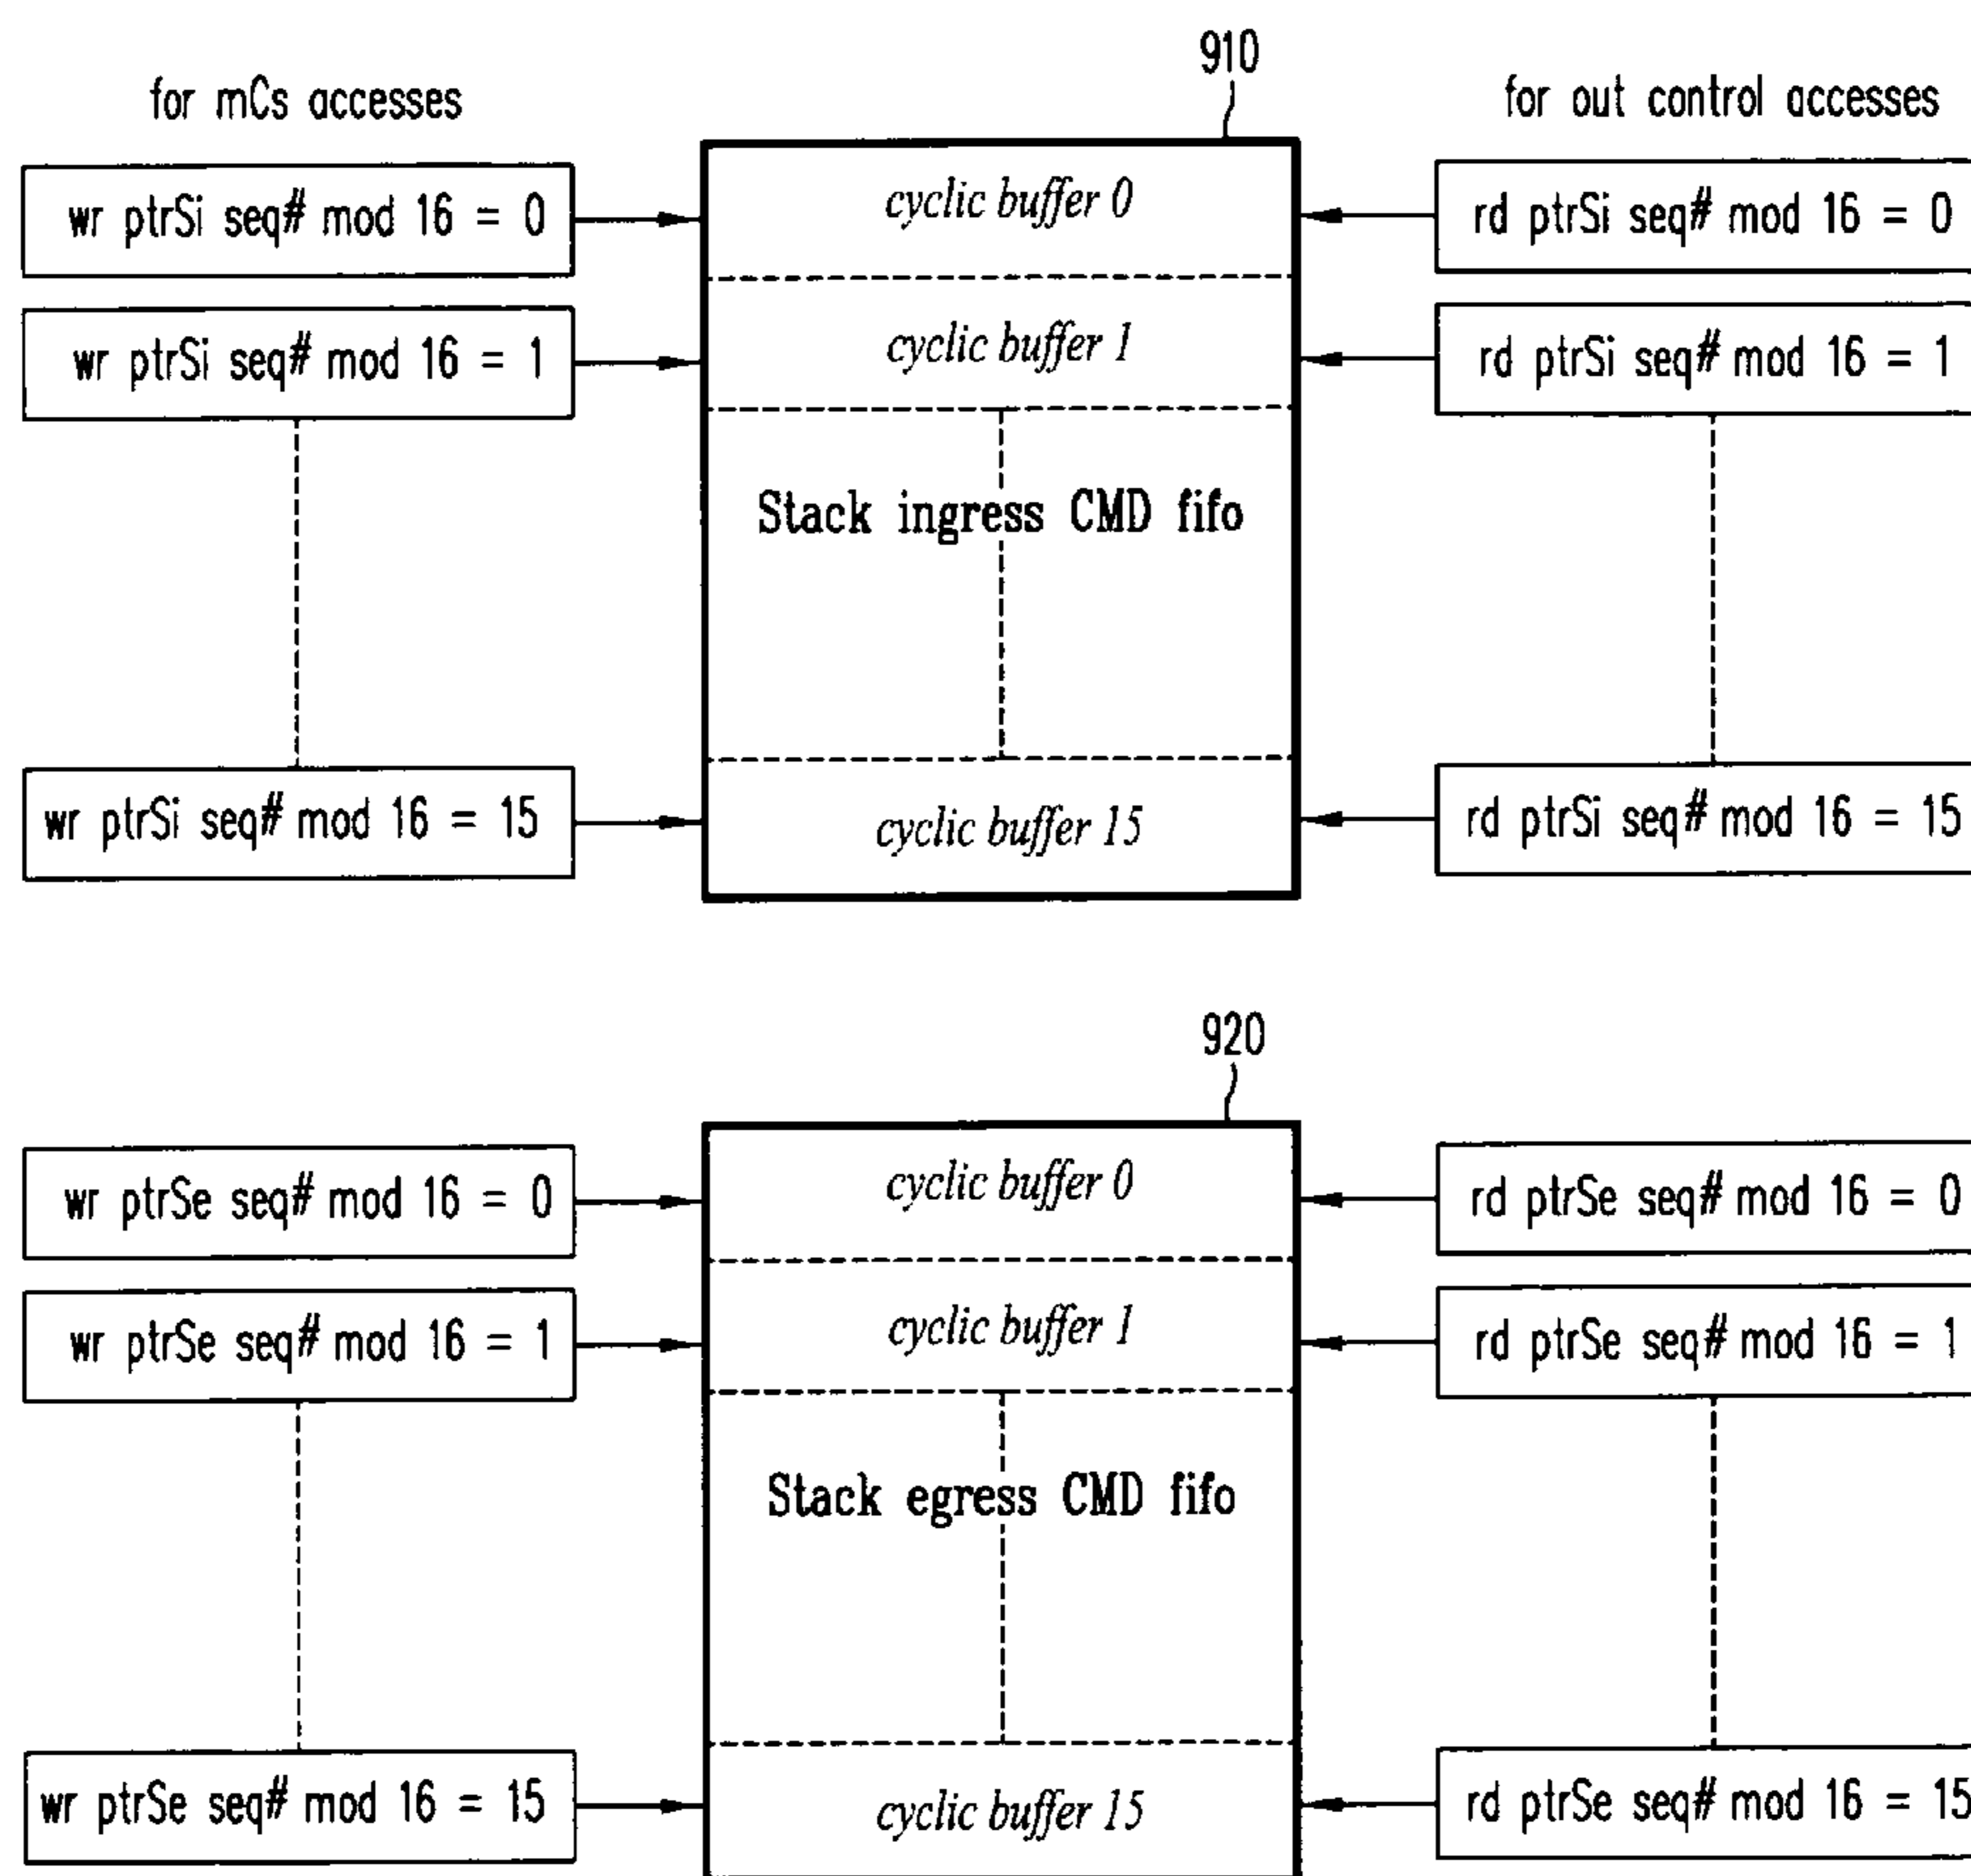 910
for mCs accesses
for out control accesses
wr ptrSi seq# mod 16 = 0
cyclic buffer 0
rd ptrSi seq# mod 16 = 0
wr ptrSi seq# mod 16 = 1
cyclic buffer 1
rd ptrSi seq# mod 16 = 1
Stack ingress CMD fifo
wr ptrSi seq# mod 16 = 15
cyclic buffer 15
rd ptrSi seq# mod 16 = 15
920
wr ptrSe seq# mod 16 = 0
cyclic buffer 0
rd ptrSe seq# mod 16 = 0
wr ptrSe seq# mod 16 = 1
cyclic buffer 1
rd ptrSe seq# mod 16 = 1
Stack egress CMD fifo
wr ptrSe seq# mod 16 = 15
cyclic buffer 15
rd ptrSe seq# mod 16 = 15